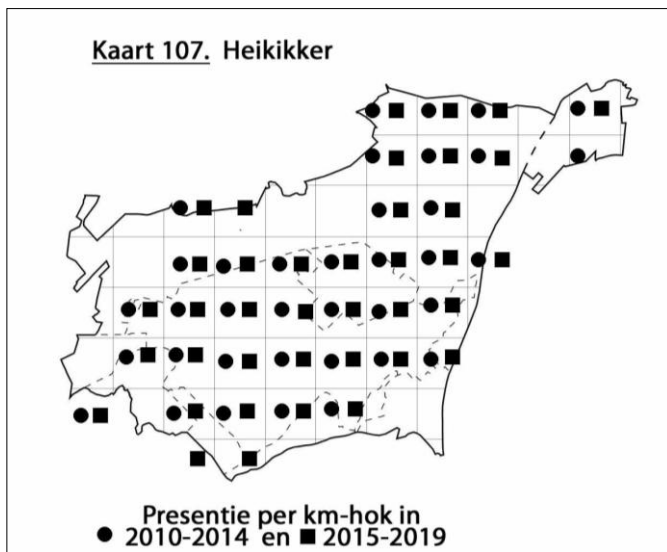 Kaart 107. Heikikker
Presentie per km-hok in
● 2010-2014 en ■ 2015-2019